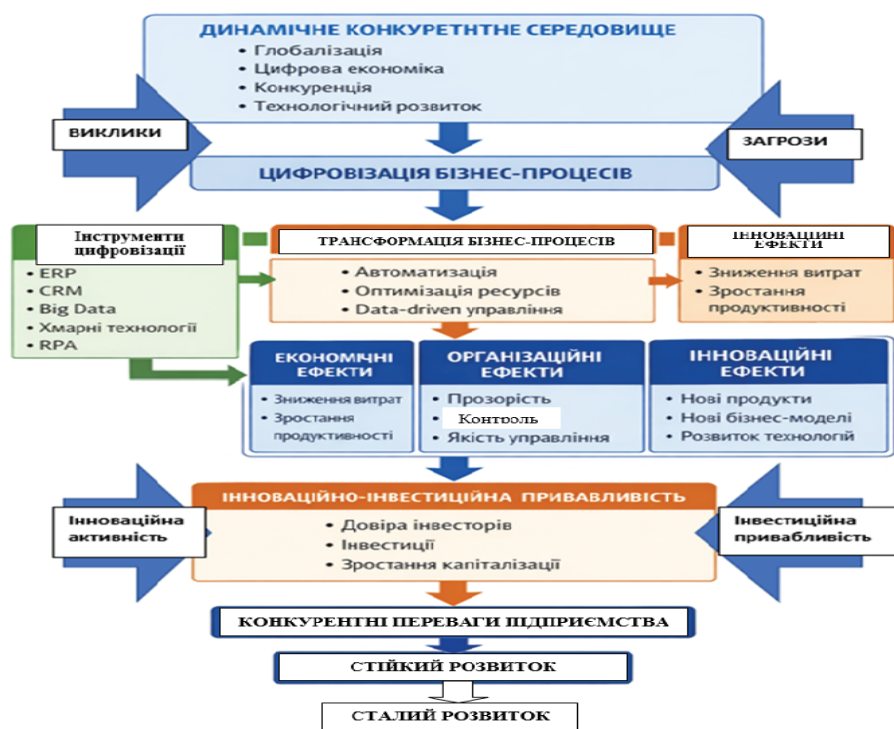 ДИНАМІЧНЕ КОНКУРЕТНТНЕ СЕРЕДОВИЩЕ
• Глобалізація
• Цифрова економіка
• Конкуренція
• Технологічний розвиток
ВИКЛИКИ
ЗАГРОЗИ
ЦИФРОВІЗАЦІЯ БІЗНЕС-ПРОЦЕСІВ
Інструменти
цифровізації
• ERP
• CRM
• Big Data
• Хмарні технології
• RPA
ТРАНСФОРМАЦІЯ БІЗНЕС-ПРОЦЕСІВ
• Автоматизація
• Оптимізація ресурсів
• Data-driven управління
ІННОВАЦІЙНІ
ЕФЕКТИ
• Зниження витрат
• Зростання
продуктивності
ЕКОНОМІЧНІ
ЕФЕКТИ
• Зниження витрат
• Зростання
продуктивності
ОРГАНІЗАЦІЙНІ
ЕФЕКТИ
• Прозорість
• Контроль
• Якість управління
ІННОВАЦІЙНІ
ЕФЕКТИ
• Нові продукти
• Нові бізнес-моделі
• Розвиток технологій
Інноваційна
активність
ІННОВАЦІЙНО-ІНВЕСТИЦІЙНА ПРИВАВЛИВІСТЬ
• Довіра інвесторів
• Інвестиції
• Зростання капіталізації
Інвестиційна
привабливість
КОНКУРЕНТНІ ПЕРЕВАГИ ПІДПРИЄМСТВА
СТІЙКИЙ РОЗВИТОК
СТАЛИЙ РОЗВИТОК